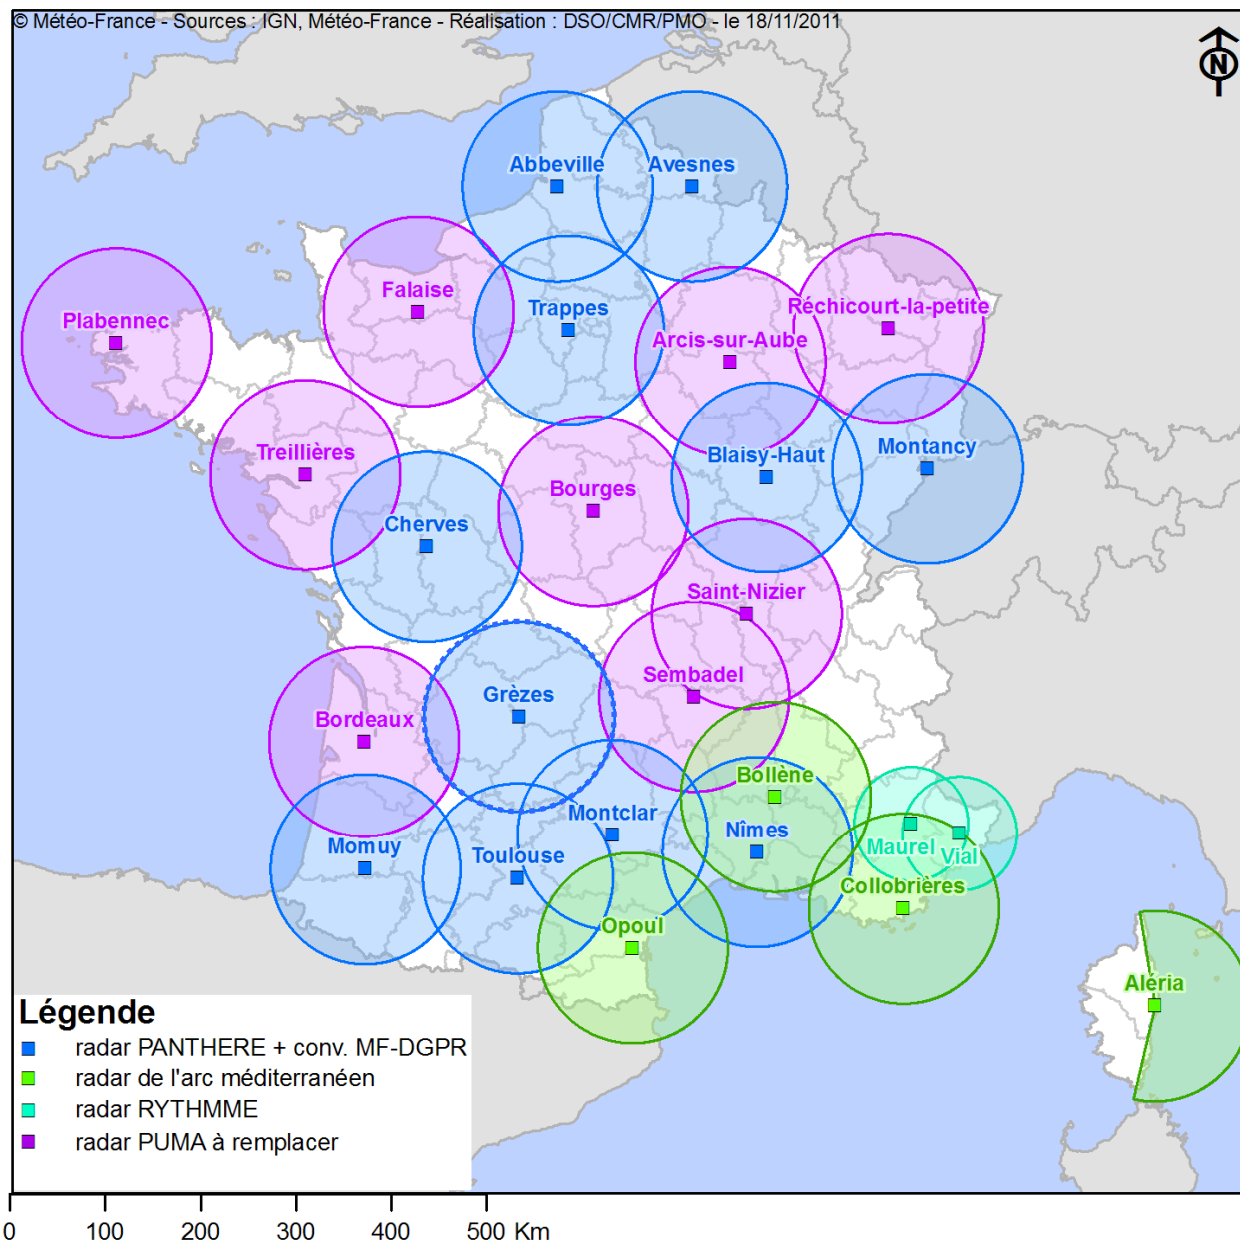 © Météo-France - Sources : IGN, Météo-France - Réalisation : DSO/CMR/PMO - le 18/11/2011
N
Abbeville
Avesnes
Falaise
Trappes
Réchicourt-la-petite
Plabennec
Arcis-sur-Aube
Treillières
Blaisy-Haut
Montancy
Bourges
Cherves
Saint-Nizier
Sembadel
Grèzes
Bordeaux
Bollène
Montclar
Nîmes
Momuy
Toulouse
Maurel
Vial
Collobrières
Opoul
Aléria
Légende
radar PANTHERE + conv. MF-DGPR
radar de l'arc méditerranéen
radar RYTHMME
radar PUMA à remplacer
0 100 200 300 400 500 Km